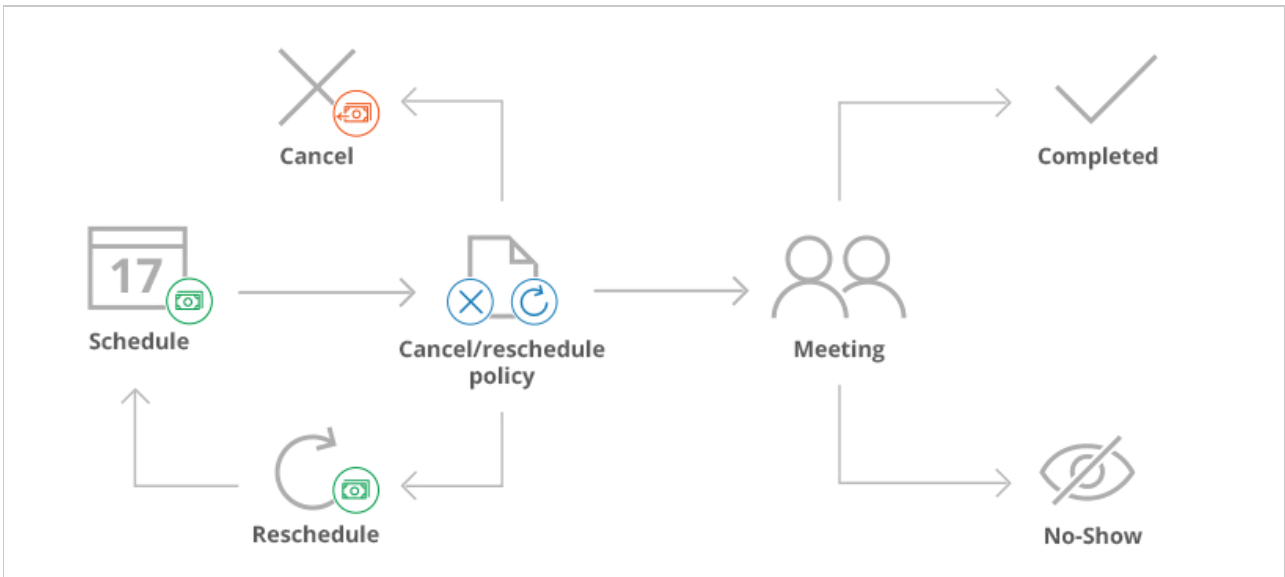 Cancel
Completed
17
Schedule
Cancel/reschedule
policy
Meeting
Reschedule
No-Show